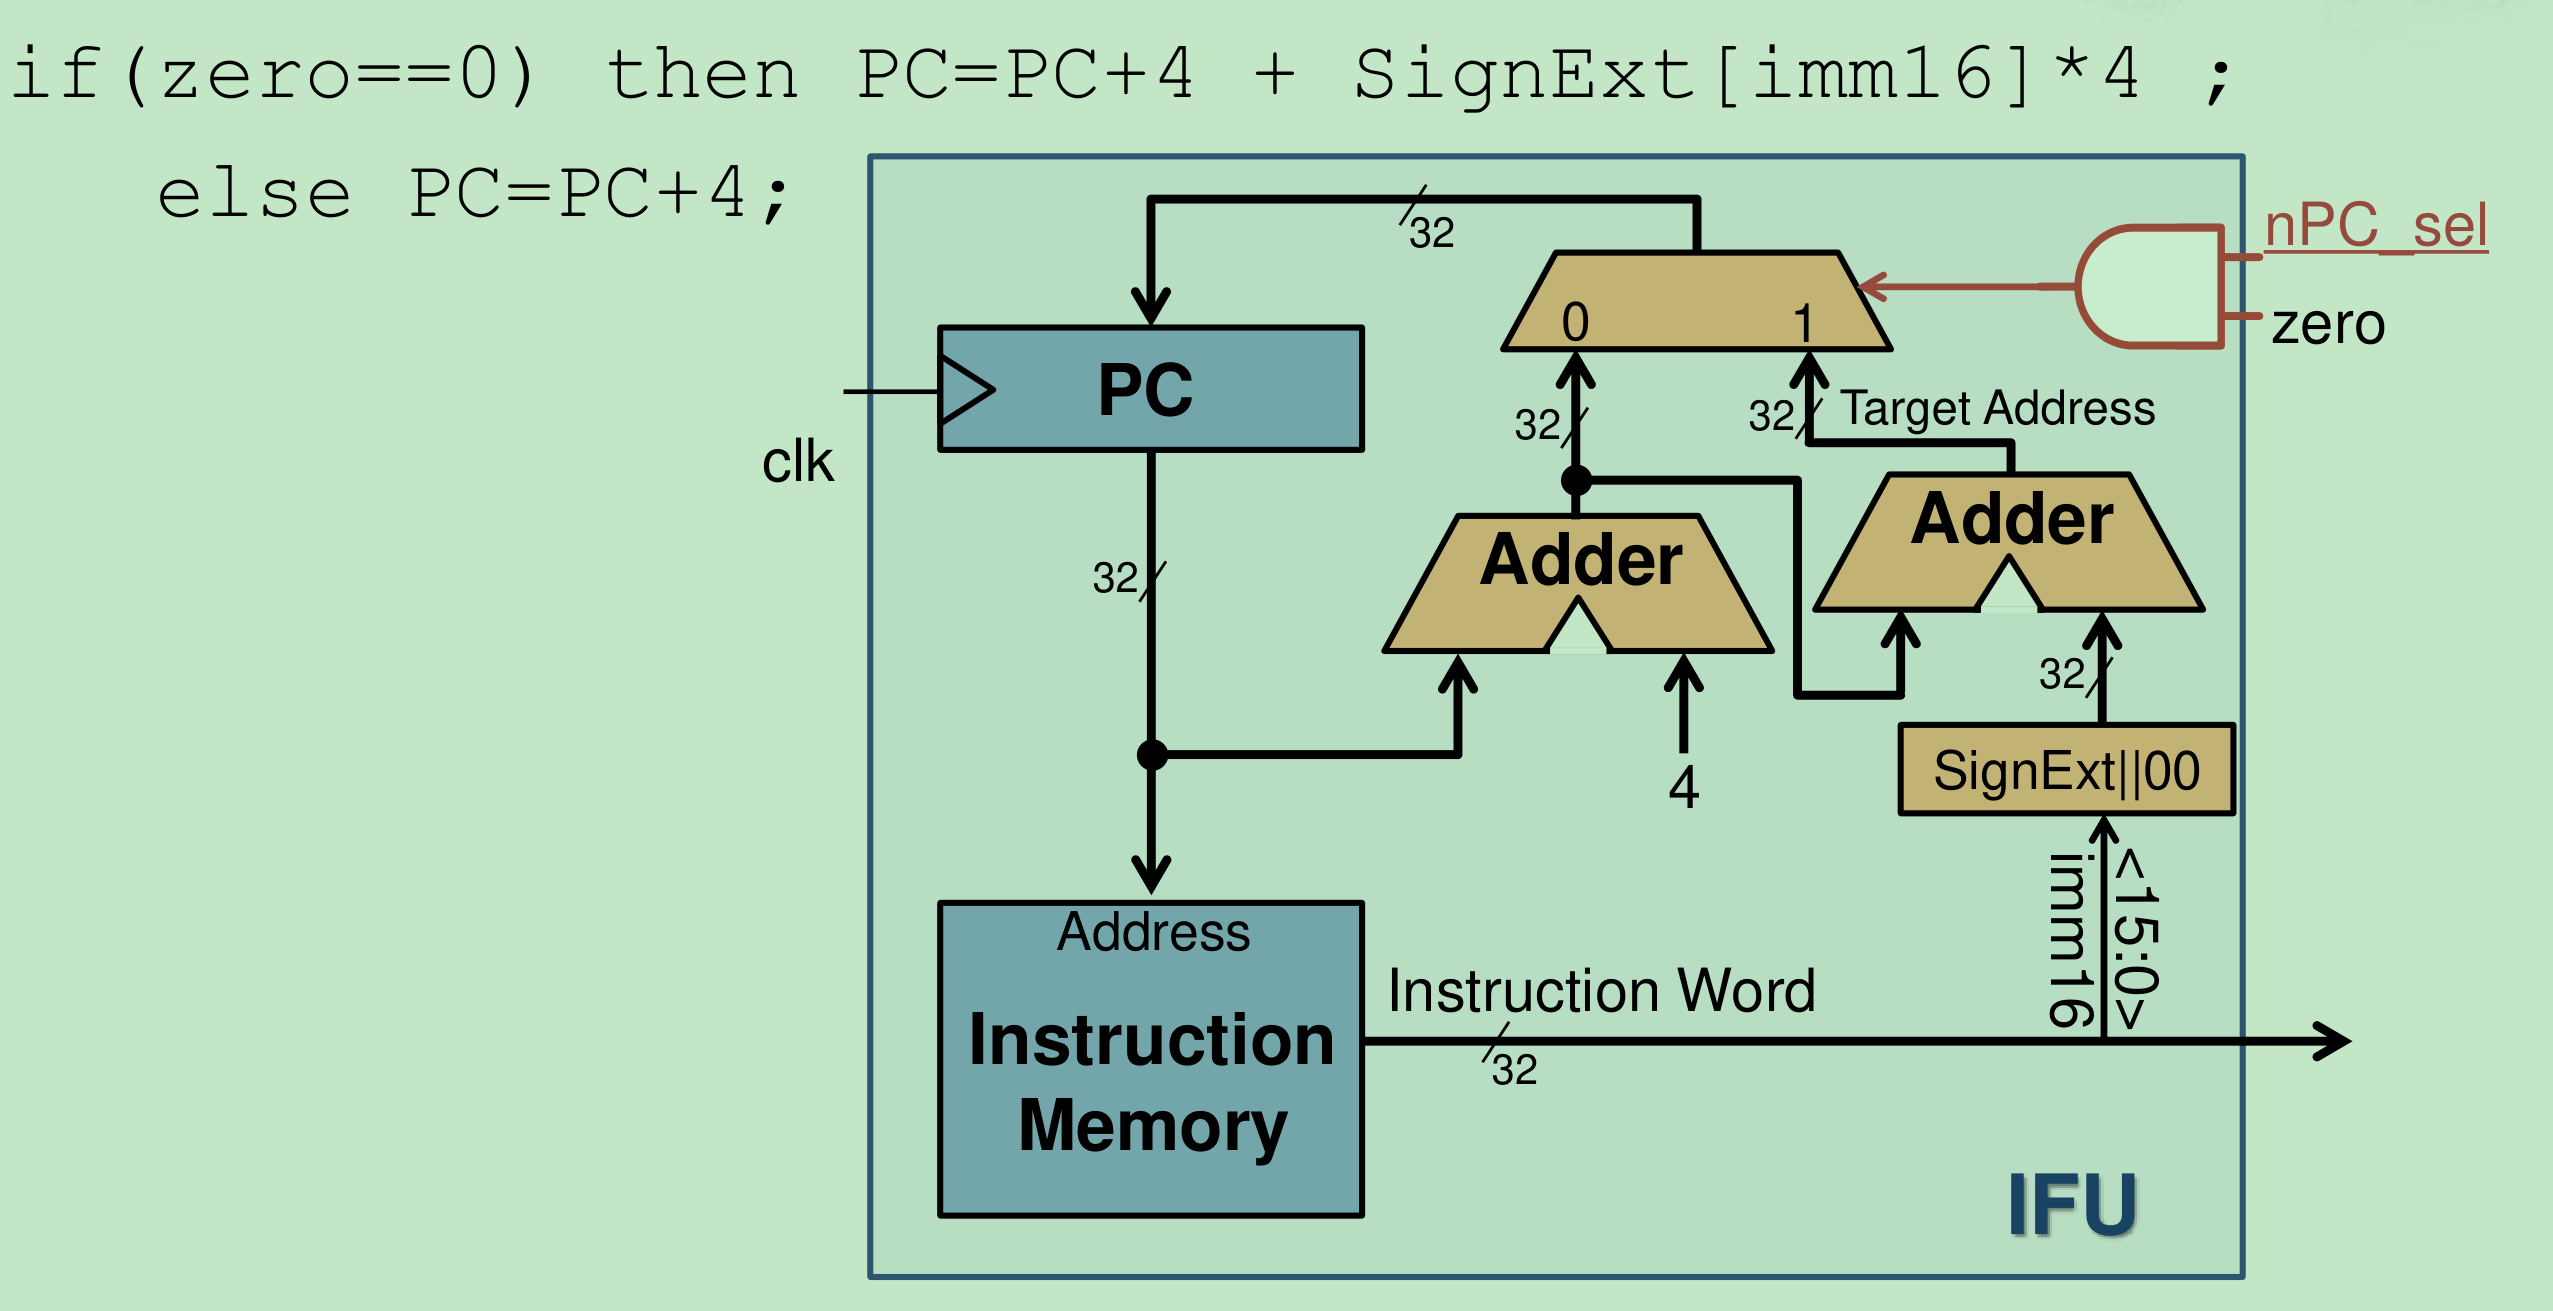 if(zero==0) then PC=PC+4 + SignExt[imm16]*4 ;
else PC=PC+4;
32
nPC_sel
zero
0 1
PC
clk
32
32
Target Address
Adder
Adder
32
32
4
SignExt||00
imm16
<15:0>
Address
Instruction
Memory
Instruction Word
32
IFU